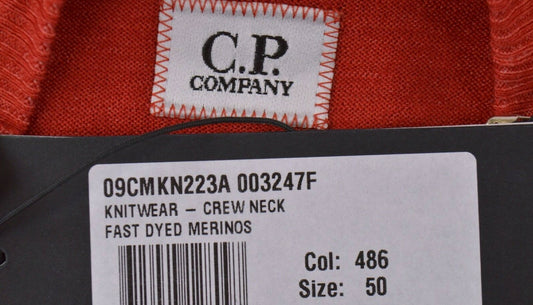 C.P.
COMPANY
09CMKN223A 003247F
KNITWEAR – CREW NECK
FAST DYED MERINOS
Col: 486
Size: 50